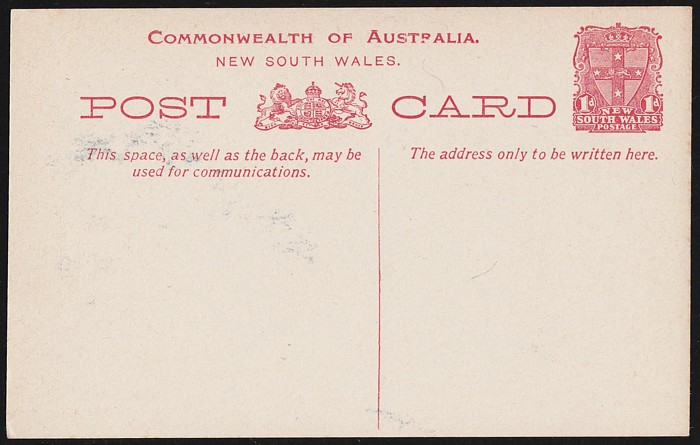 COMMONWEALTH OF AUSTRALIA.
NEW SOUTH WALES.
POST CARD
1d NEW 1d
SOUTH WALES
POSTAGE
This space, as well as the back, may be
used for communications.
The address only to be written here.